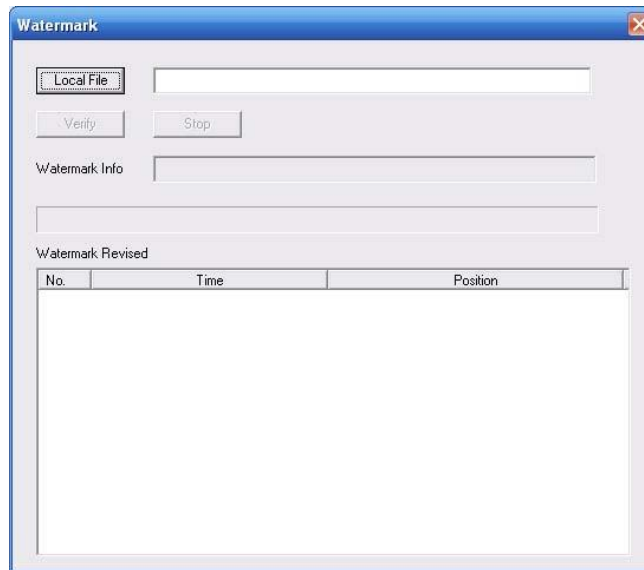 Watermark
Local File
Verify Stop
Watermark Info
Watermark Revised
No. Time Position